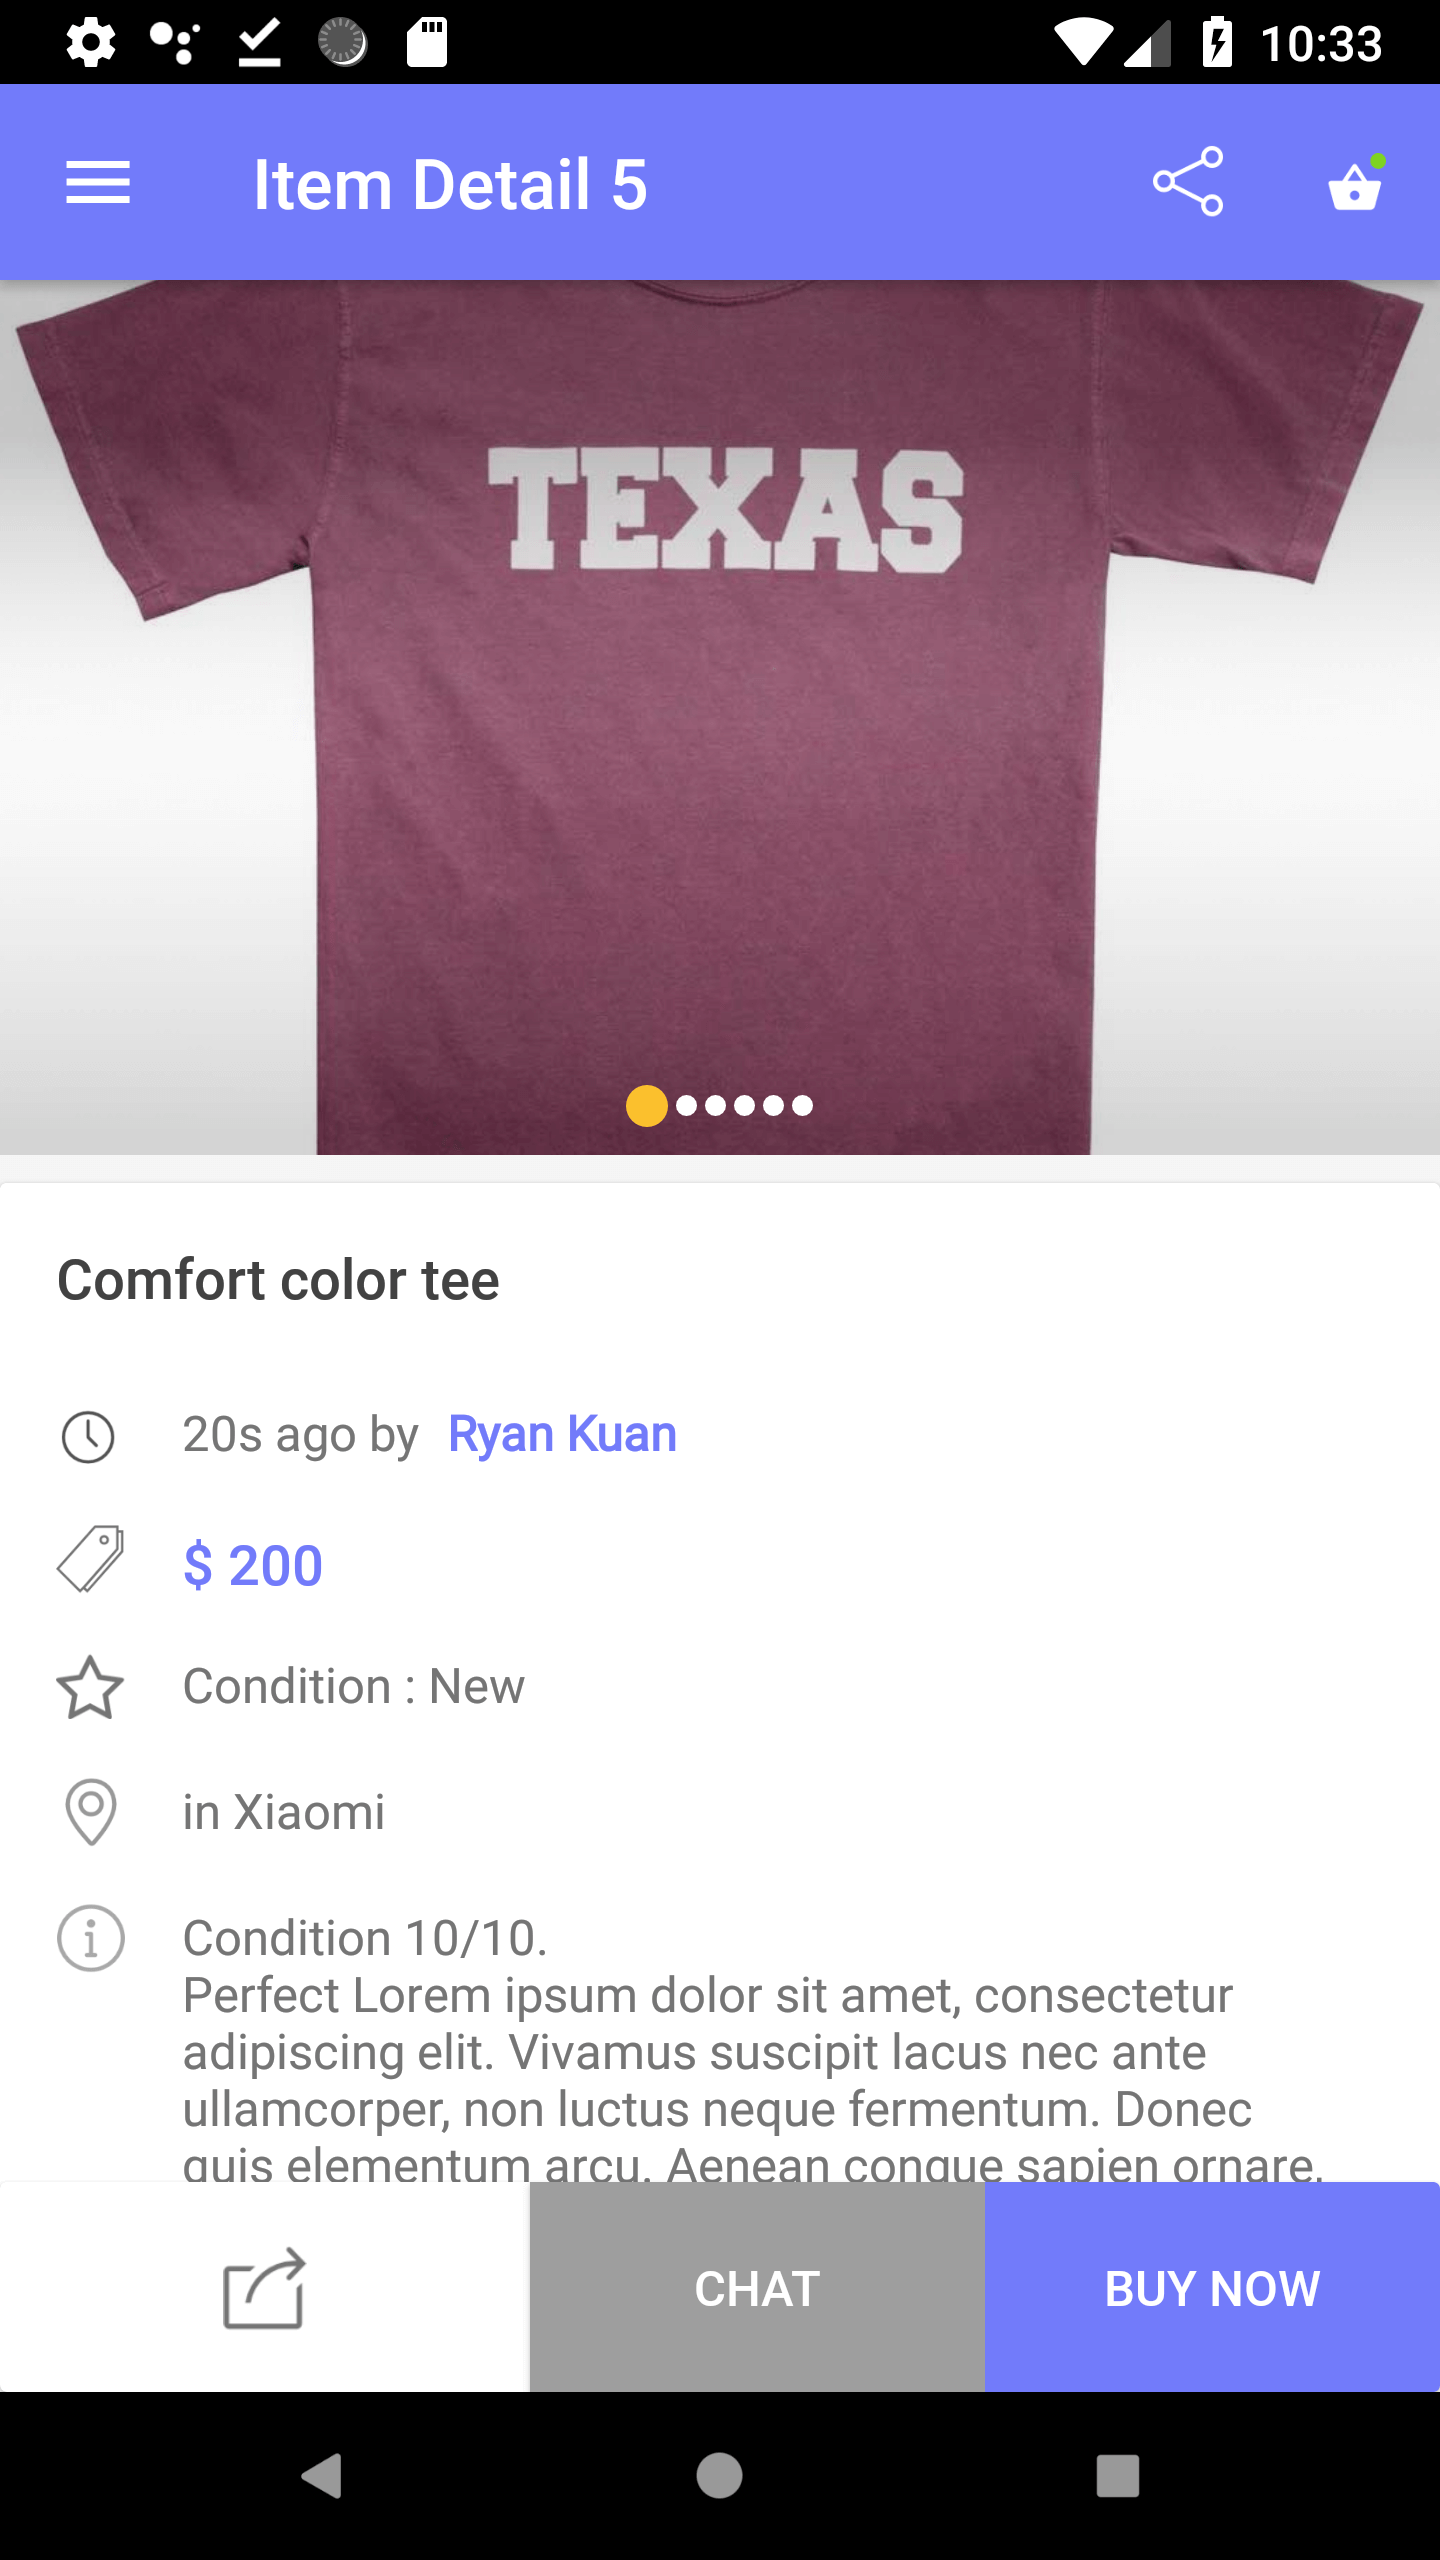 10:33
Item Detail 5
TEXAS
Comfort color tee
20s ago by Ryan Kuan
$ 200
Condition : New
in Xiaomi
Condition 10/10.
Perfect Lorem ipsum dolor sit amet, consectetur
adipiscing elit. Vivamus suscipit lacus nec ante
ullamcorper, non luctus neque fermentum. Donec
quis elementum arcu. Aenean congue sapien ornare,
CHAT
BUY NOW